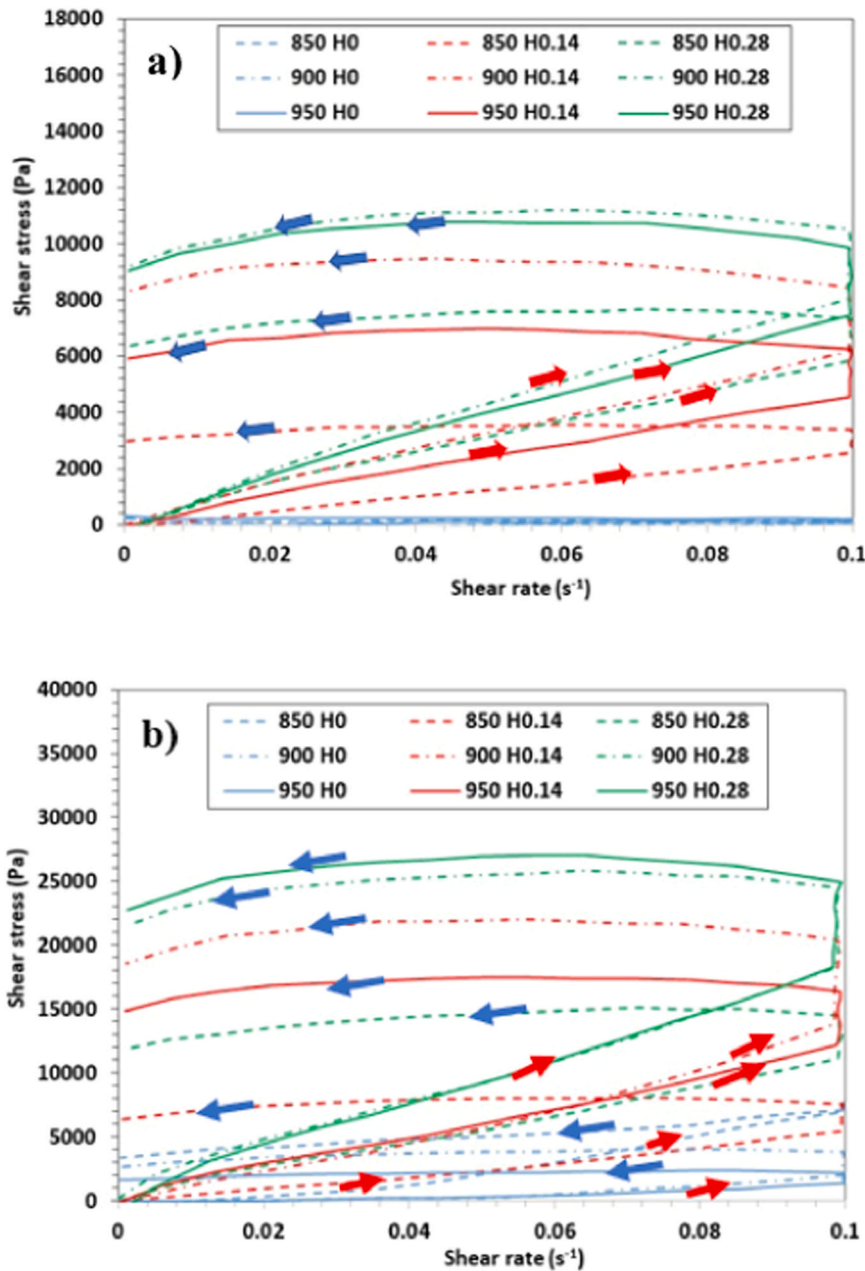 a)
850 H0 850 H0.14 850 H0.28
900 H0 900 H0.14 900 H0.28
950 H0 950 H0.14 950 H0.28
Shear stress (Pa)
18000
16000
14000
12000
10000
8000
6000
4000
2000
0
0 0.02 0.04 0.06 0.08 0.1
Shear rate (s⁻¹)
b)
850 H0 850 H0.14 850 H0.28
900 H0 900 H0.14 900 H0.28
950 H0 950 H0.14 950 H0.28
Shear stress (Pa)
40000
35000
30000
25000
20000
15000
10000
5000
0
0 0.02 0.04 0.06 0.08 0.1
Shear rate (s⁻¹)